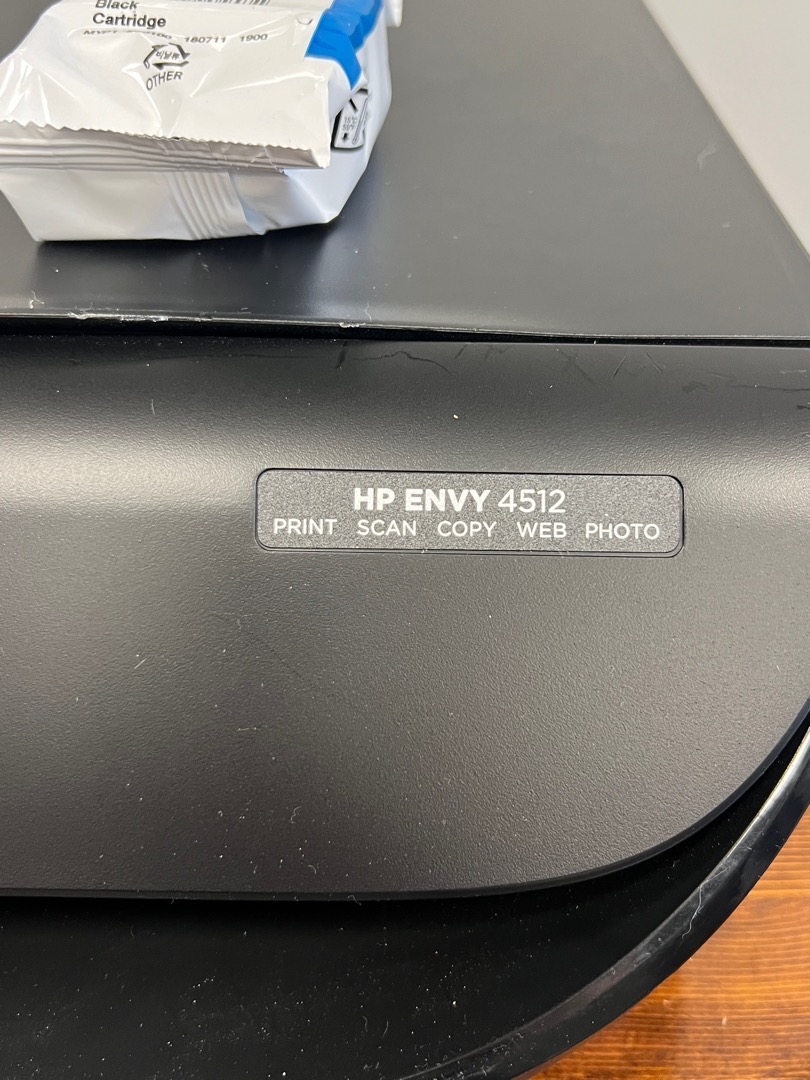 Black
Cartridge
180711 1900
OTHER
HP ENVY 4512
PRINT SCAN COPY WEB PHOTO